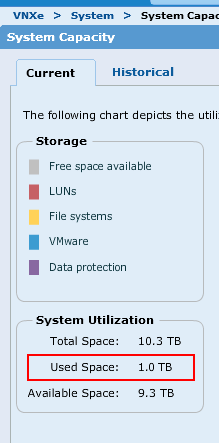 VNXe > System > System Capac
System Capacity
Current Historical
The following chart depicts the utiliz
Storage
Free space available
LUNs
File systems
VMware
Data protection
System Utilization
Total Space: 10.3 TB
Used Space: 1.0 TB
Available Space: 9.3 TB